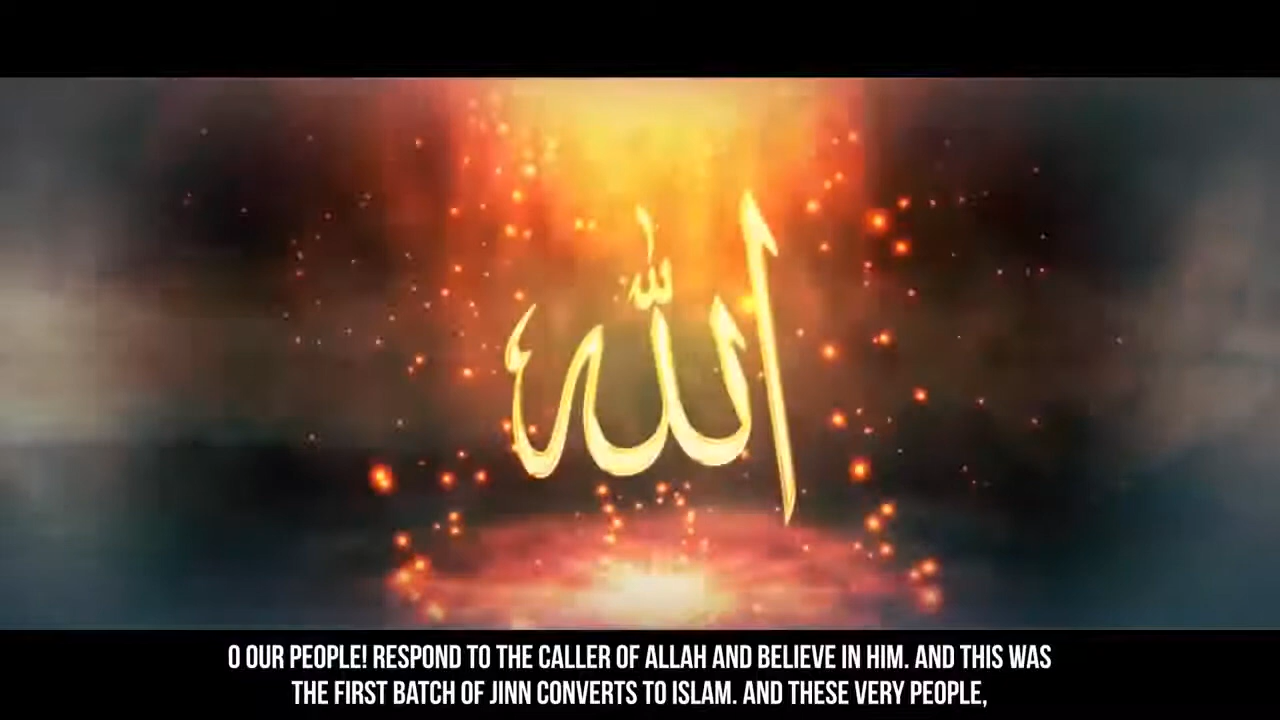 الله
O OUR PEOPLE! RESPOND TO THE CALLER OF ALLAH AND BELIEVE IN HIM. AND THIS WAS
THE FIRST BATCH OF JINN CONVERTS TO ISLAM. AND THESE VERY PEOPLE,